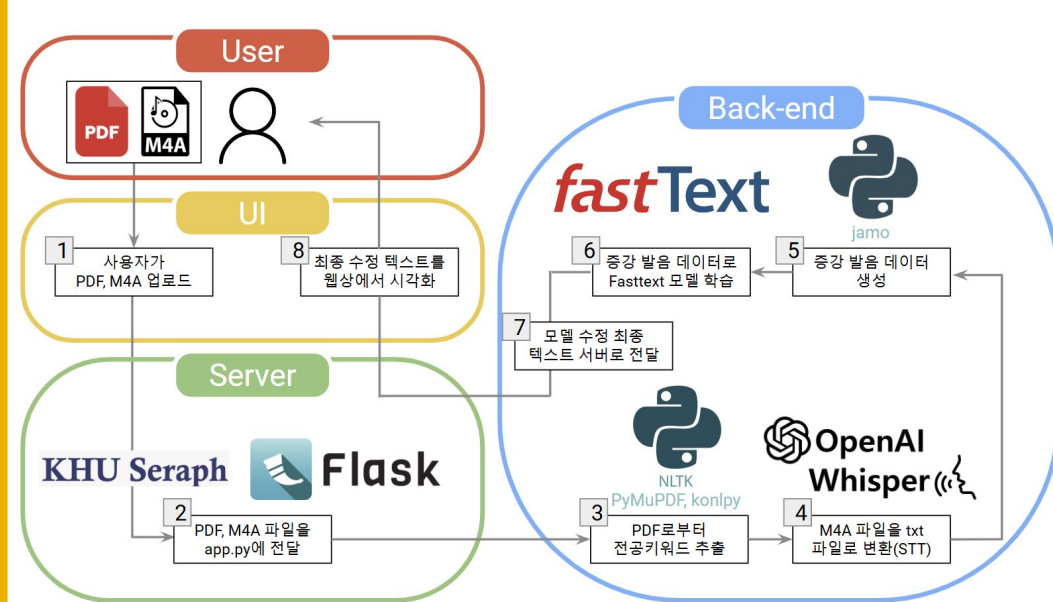 User
PDF
M4A
UI
1
사용자가
PDF, M4A 업로드
8
최종 수정 텍스트를
웹상에서 시각화
Server
KHU Seraph
Flask
2
PDF, M4A 파일을
app.py에 전달
Back-end
fastText
jamo
6
증강 발음 데이터로
Fasttext 모델 학습
5
증강 발음 데이터
생성
7
모델 수정 최종
텍스트 서버로 전달
NLTK
PyMuPDF, konlpy
OpenAI
Whisper
3
PDF로부터
전공키워드 추출
4
M4A 파일을 txt
파일로 변환(STT)